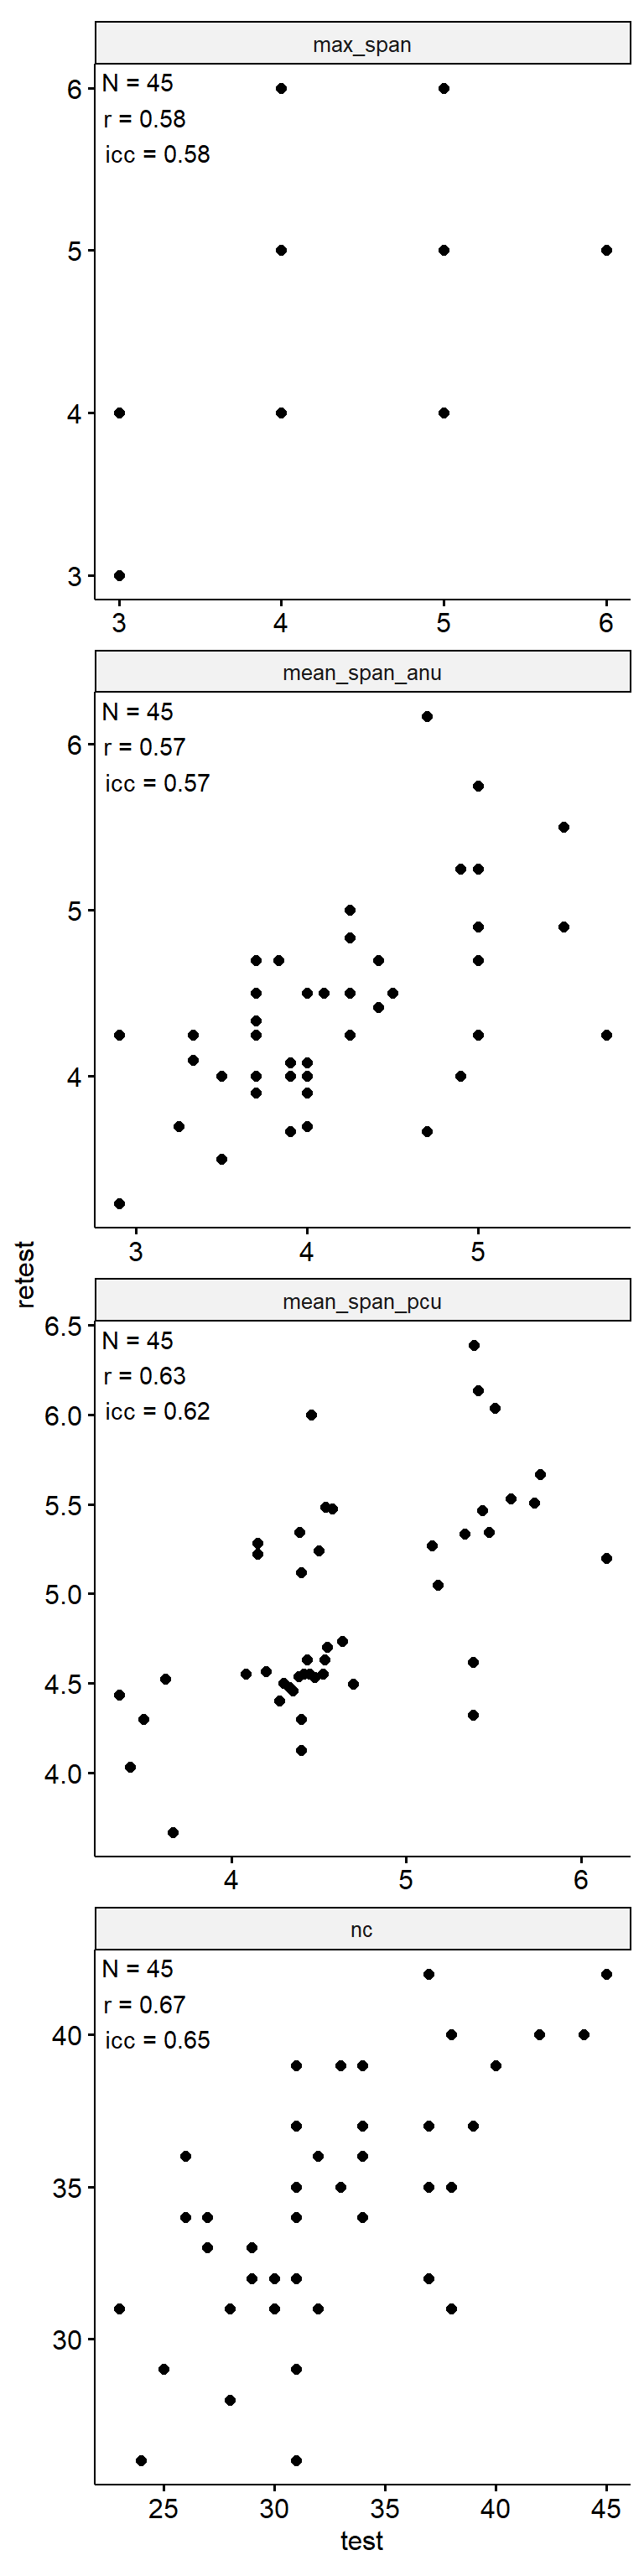 max_span
N = 45
r = 0.58
icc = 0.58
6
5
4
3
3 4 5 6
mean_span_anu
N = 45
r = 0.57
icc = 0.57
6
5
4
3 4 5
retest
mean_span_pcu
N = 45
r = 0.63
icc = 0.62
6.5
6.0
5.5
5.0
4.5
4.0
4 5 6
nc
N = 45
r = 0.67
icc = 0.65
40
35
30
25 30 35 40 45
test